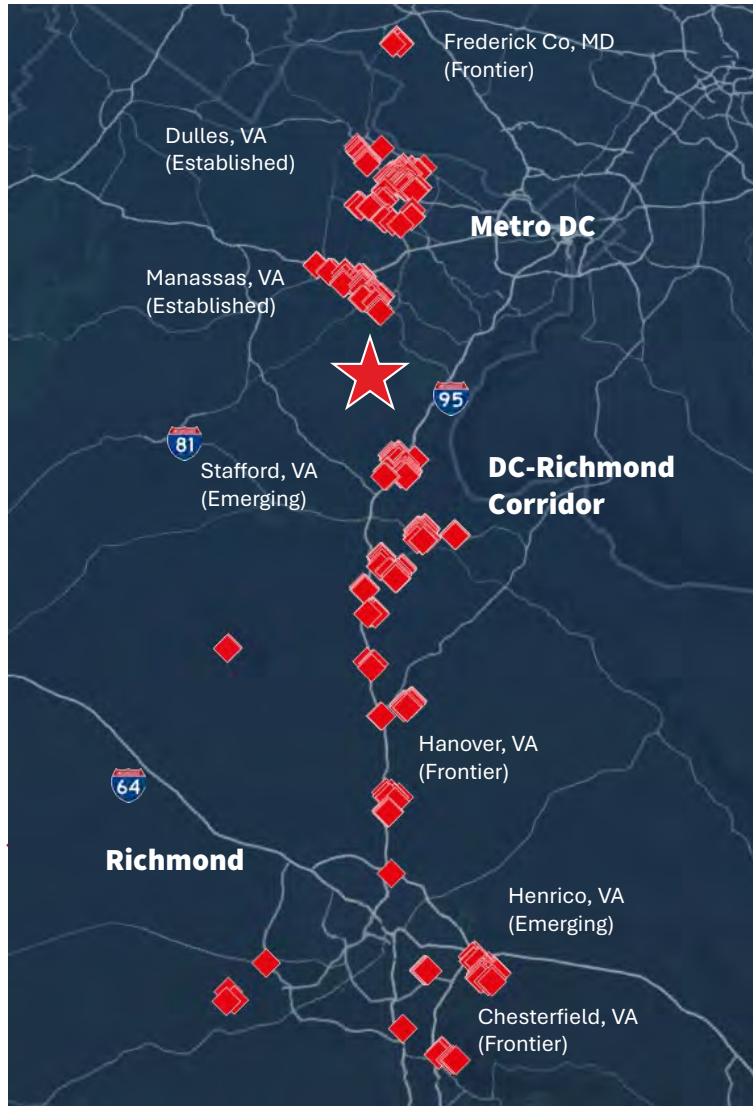 Frederick Co, MD
(Frontier)
Dulles, VA
(Established)
Metro DC
Manassas, VA
(Established)
95
81
Stafford, VA
(Emerging)
DC-Richmond
Corridor
Hanover, VA
(Frontier)
64
Richmond
Henrico, VA
(Emerging)
Chesterfield, VA
(Frontier)